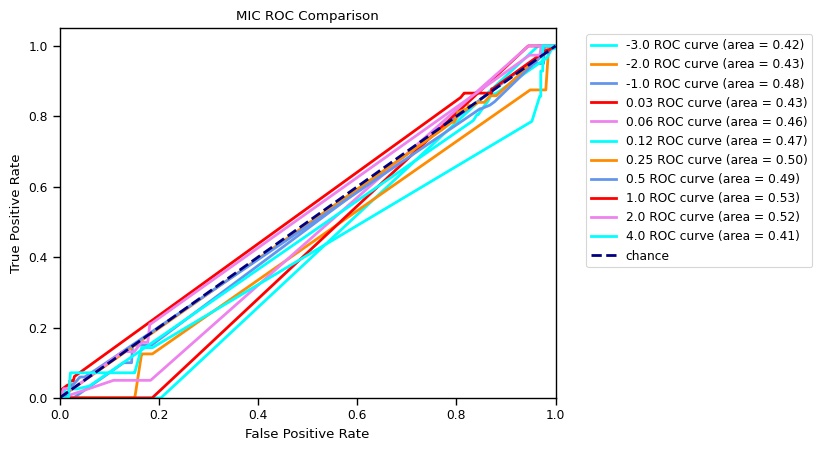 MIC ROC Comparison
1.0
0.8
0.6
0.4
0.2
0.0
True Positive Rate
0.0 0.2 0.4 0.6 0.8 1.0
False Positive Rate
-3.0 ROC curve (area = 0.42)
-2.0 ROC curve (area = 0.43)
-1.0 ROC curve (area = 0.48)
0.03 ROC curve (area = 0.43)
0.06 ROC curve (area = 0.46)
0.12 ROC curve (area = 0.47)
0.25 ROC curve (area = 0.50)
0.5 ROC curve (area = 0.49)
1.0 ROC curve (area = 0.53)
2.0 ROC curve (area = 0.52)
4.0 ROC curve (area = 0.41)
chance